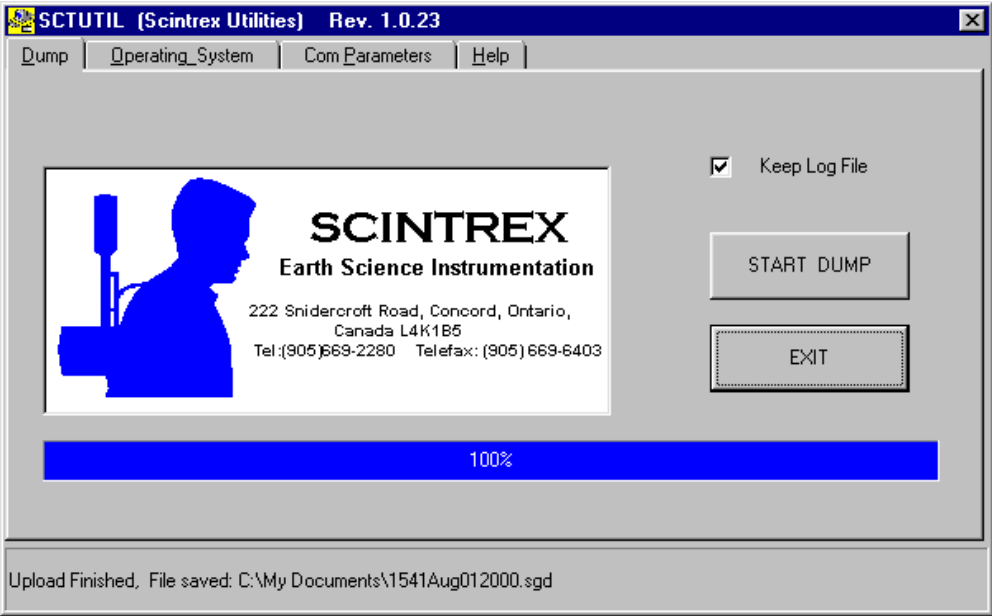 SCTUTIL (Scintrex Utilities) Rev. 1.0.23
Dump Operating_System Com Parameters Help
Keep Log File
SCINTREX
Earth Science Instrumentation
222 Snidercroft Road, Concord, Ontario,
Canada L4K1B5
Tel:(905)669-2280 Telefax: (905) 669-6403
START DUMP
EXIT
100%
Upload Finished, File saved: C:\My Documents\1541Aug012000.sgd